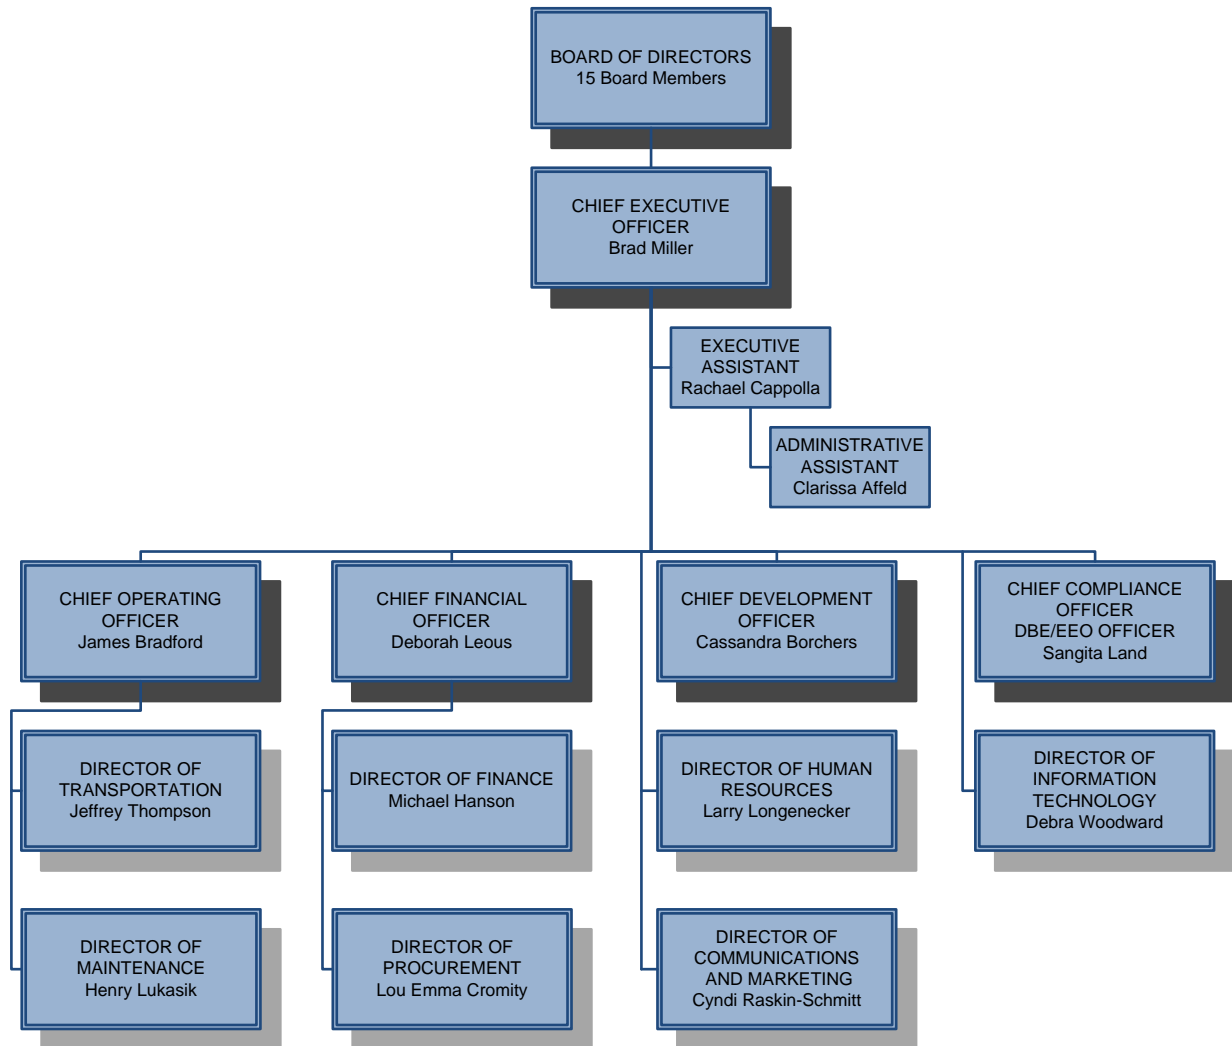 BOARD OF DIRECTORS
15 Board Members
CHIEF EXECUTIVE
OFFICER
Brad Miller
EXECUTIVE
ASSISTANT
Rachael Cappolla
ADMINISTRATIVE
ASSISTANT
Clarissa Affeld
CHIEF OPERATING
OFFICER
James Bradford
CHIEF FINANCIAL
OFFICER
Deborah Leous
CHIEF DEVELOPMENT
OFFICER
Cassandra Borchers
CHIEF COMPLIANCE
OFFICER
DBE/EEO OFFICER
Sangita Land
DIRECTOR OF
TRANSPORTATION
Jeffrey Thompson
DIRECTOR OF FINANCE
Michael Hanson
DIRECTOR OF HUMAN
RESOURCES
Larry Longenecker
DIRECTOR OF
INFORMATION
TECHNOLOGY
Debra Woodward
DIRECTOR OF
MAINTENANCE
Henry Lukasik
DIRECTOR OF
PROCUREMENT
Lou Emma Cromity
DIRECTOR OF
COMMUNICATIONS
AND MARKETING
Cyndi Raskin-Schmitt